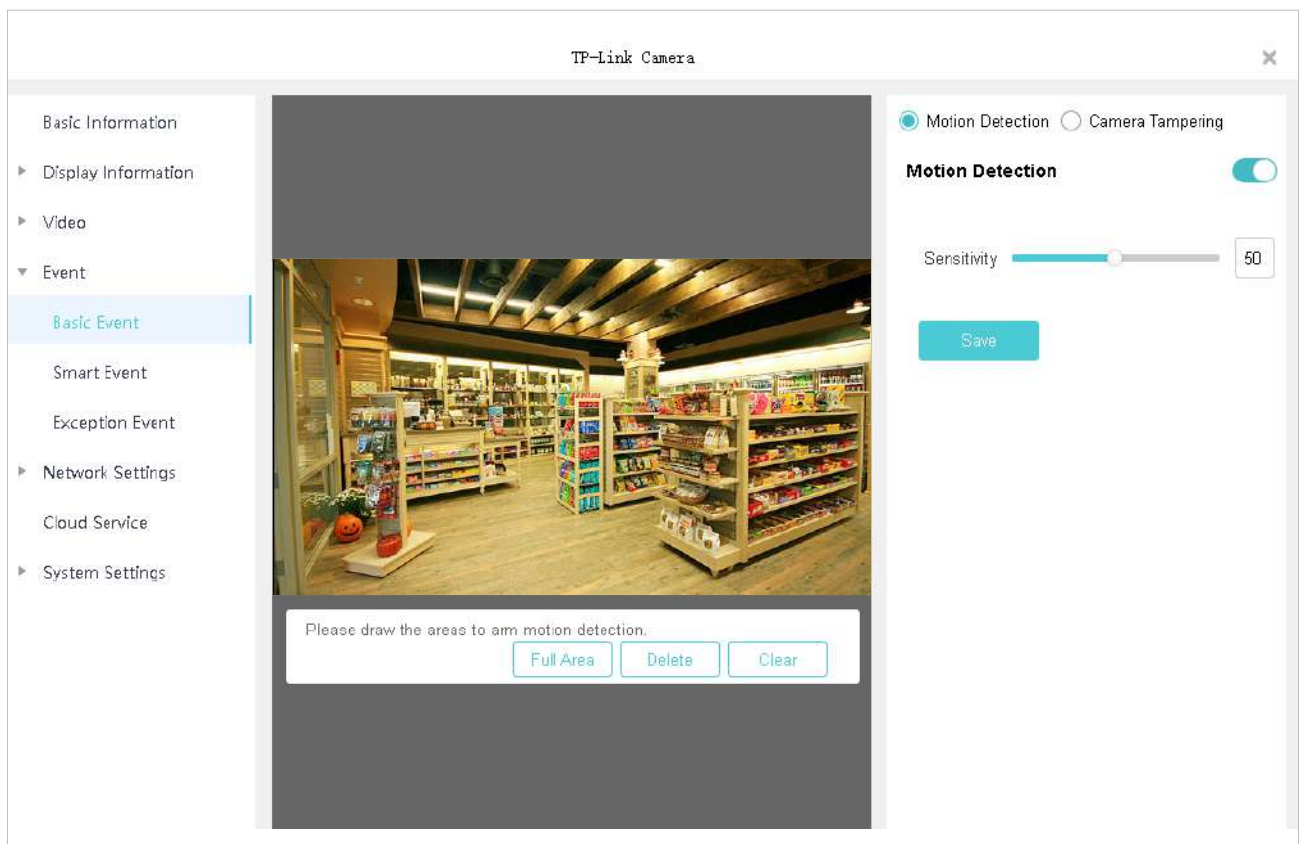 TP-Link Camera
Basic Information
Display Information
Video
Event
Basic Event
Smart Event
Exception Event
Network Settings
Cloud Service
System Settings
Please draw the areas to arm motion detection.
Full Area Delete Clear
Motion Detection Camera Tampering
Motion Detection
Sensitivity 50
Save